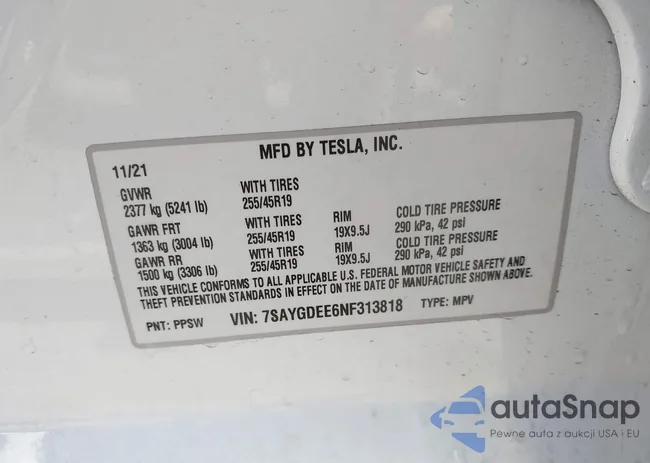 MFD BY TESLA, INC.
11/21
GVWR WITH TIRES
2377 kg (5241 lb) 255/45R19
GAWR FRT WITH TIRES RIM COLD TIRE PRESSURE
1363 kg (3004 lb) 255/45R19 19X9.5J 290 kPa, 42 psi
GAWR RR WITH TIRES RIM COLD TIRE PRESSURE
1500 kg (3306 lb) 255/45R19 19X9.5J 290 kPa, 42 psi
THIS VEHICLE CONFORMS TO ALL APPLICABLE U.S. FEDERAL MOTOR VEHICLE SAFETY AND
THEFT PREVENTION STANDARDS IN EFFECT ON THE DATE OF MANUFACTURE SHOWN ABOVE.
PNT: PPSW VIN: 7SAYGDEE6NF313818 TYPE: MPV
autaSnap
Pewne auta z aukcji USA i EU